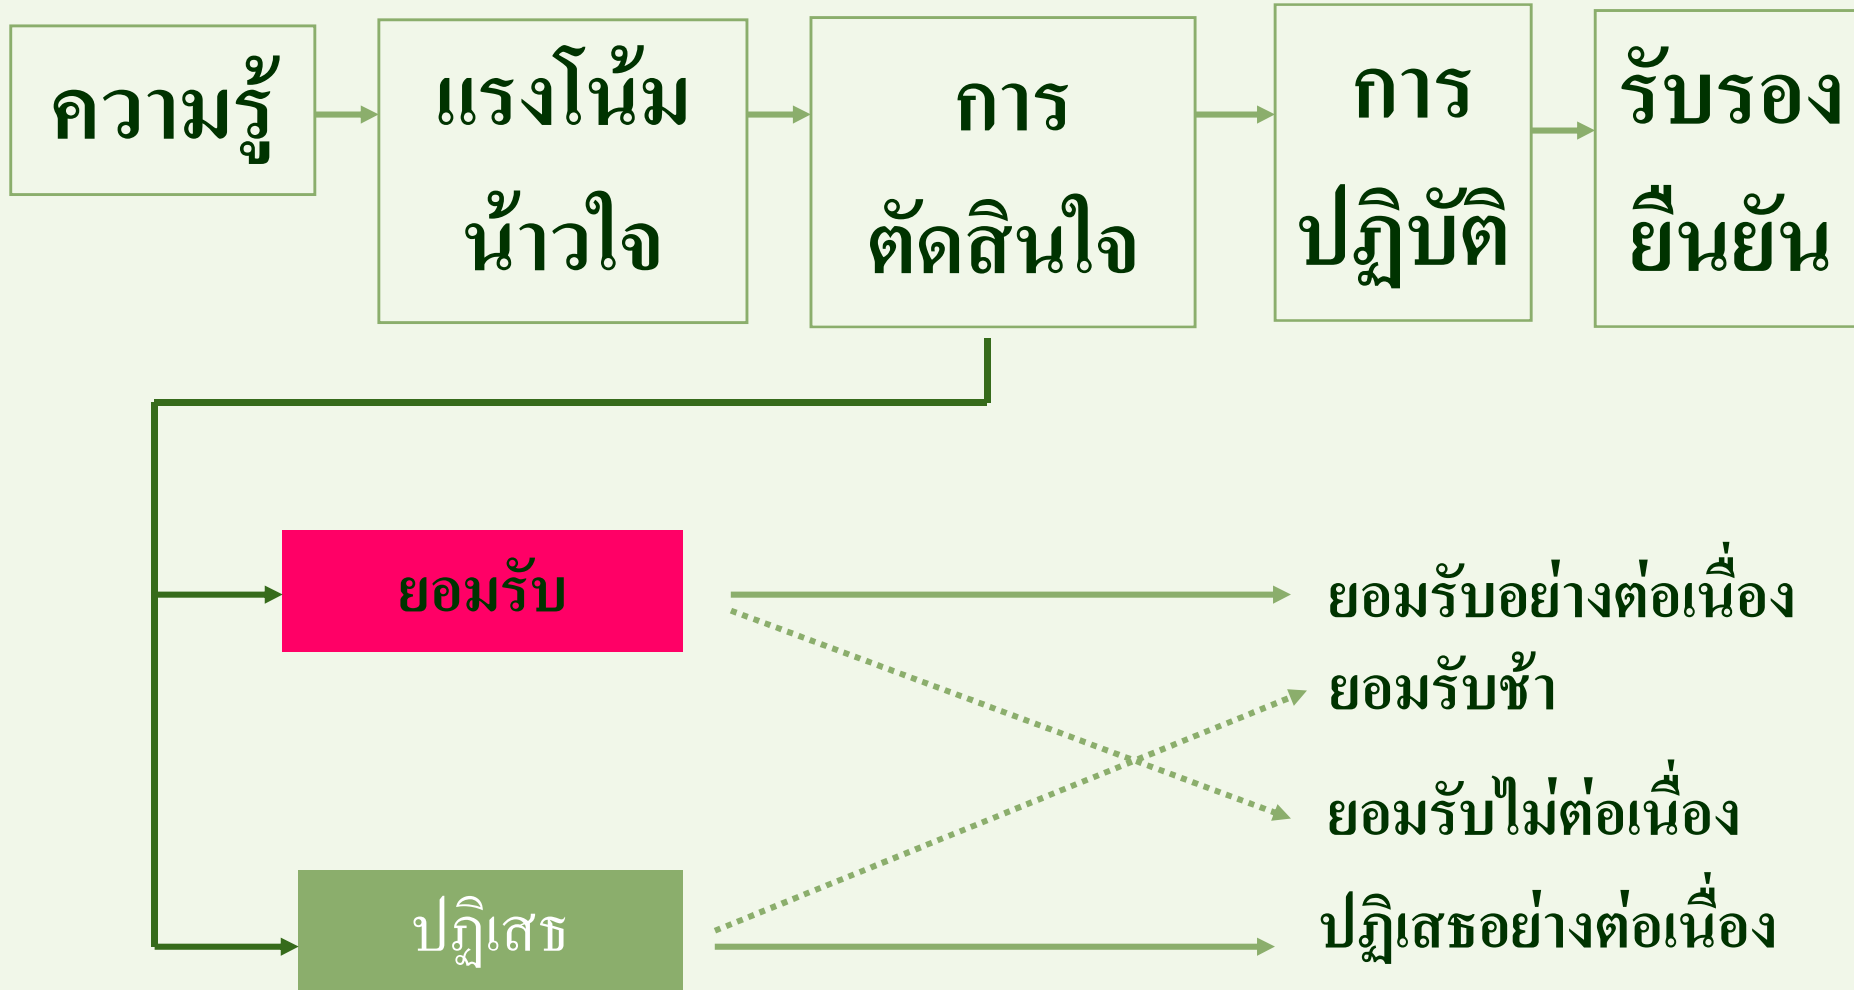 ความรู้
แรงโน้ม
น้าวใจ
การ
ตัดสินใจ
การ
ปฏิบัติ
รับรอง
ยืนยัน
ยอมรับ
ยอมรับอย่างต่อเนื่อง
ยอมรับช้า
ยอมรับไม่ต่อเนื่อง
ปฏิเสธ
ปฏิเสธอย่างต่อเนื่อง